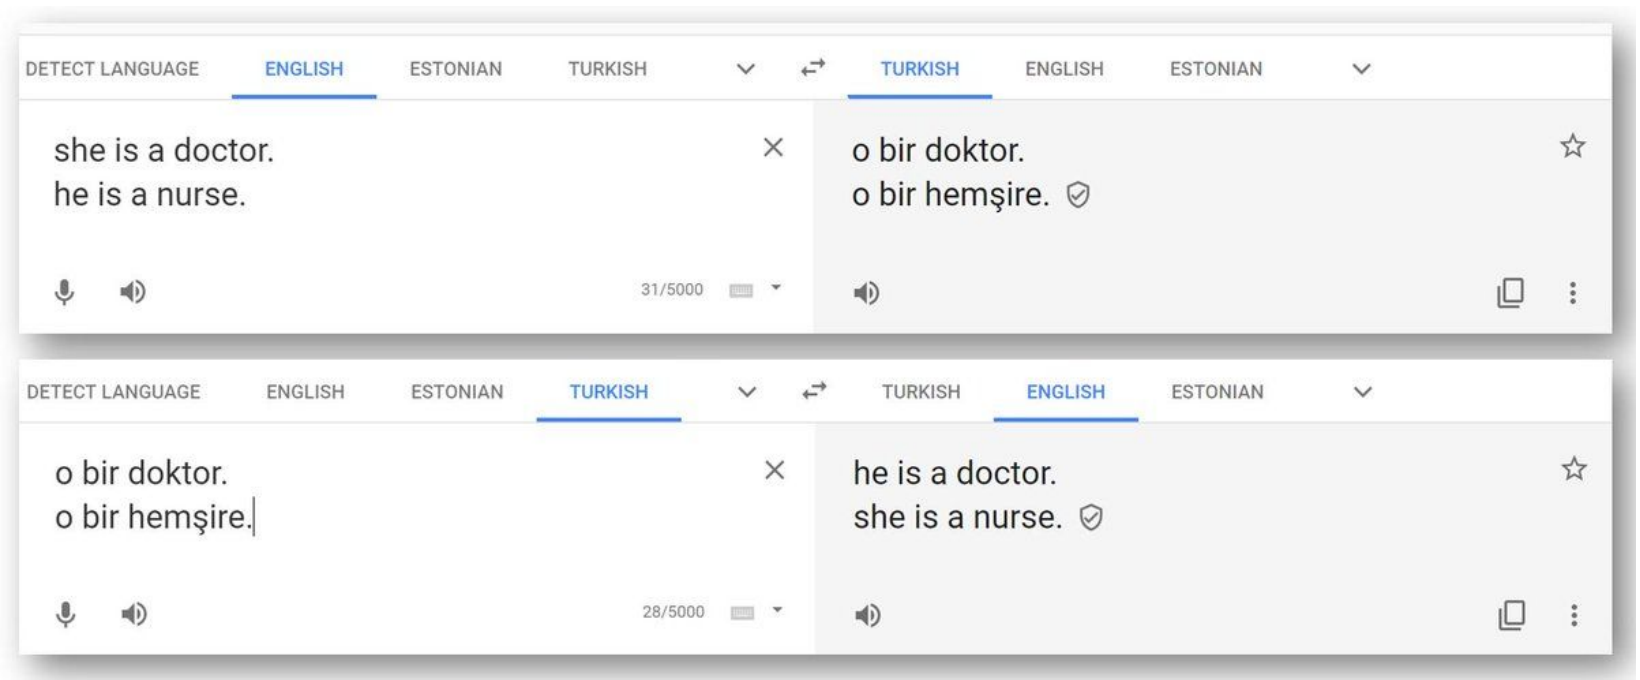 DETECT LANGUAGE ENGLISH ESTONIAN TURKISH TURKISH ENGLISH ESTONIAN
she is a doctor.
he is a nurse.
31/5000
o bir doktor.
o bir hemşire.
DETECT LANGUAGE ENGLISH ESTONIAN TURKISH TURKISH ENGLISH ESTONIAN
o bir doktor.
o bir hemşire.
28/5000
he is a doctor.
she is a nurse.